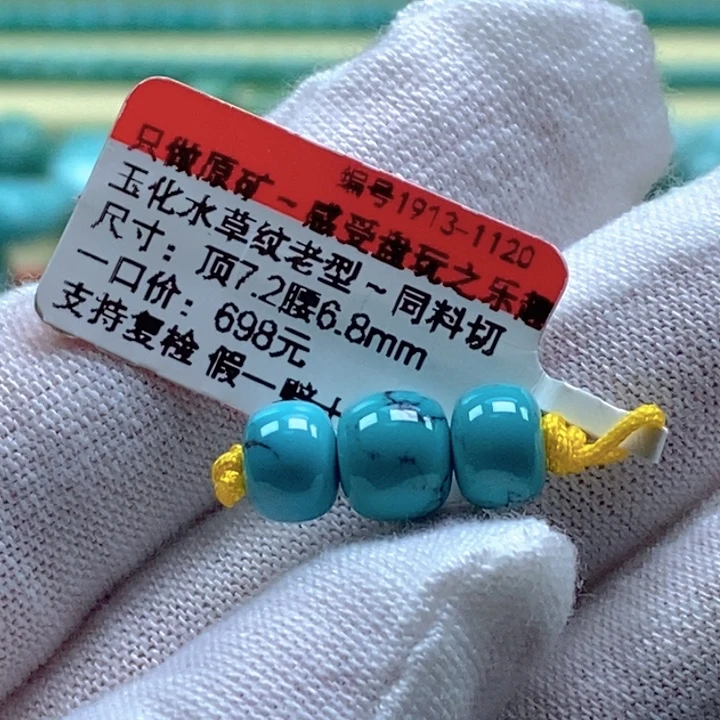 编号1913-1120
只做原矿~感受盘玩之乐趣
玉化水草纹老型~同料切
尺寸：顶7.2腰6.8mm
一口价：698元
支持复检 假一赔十